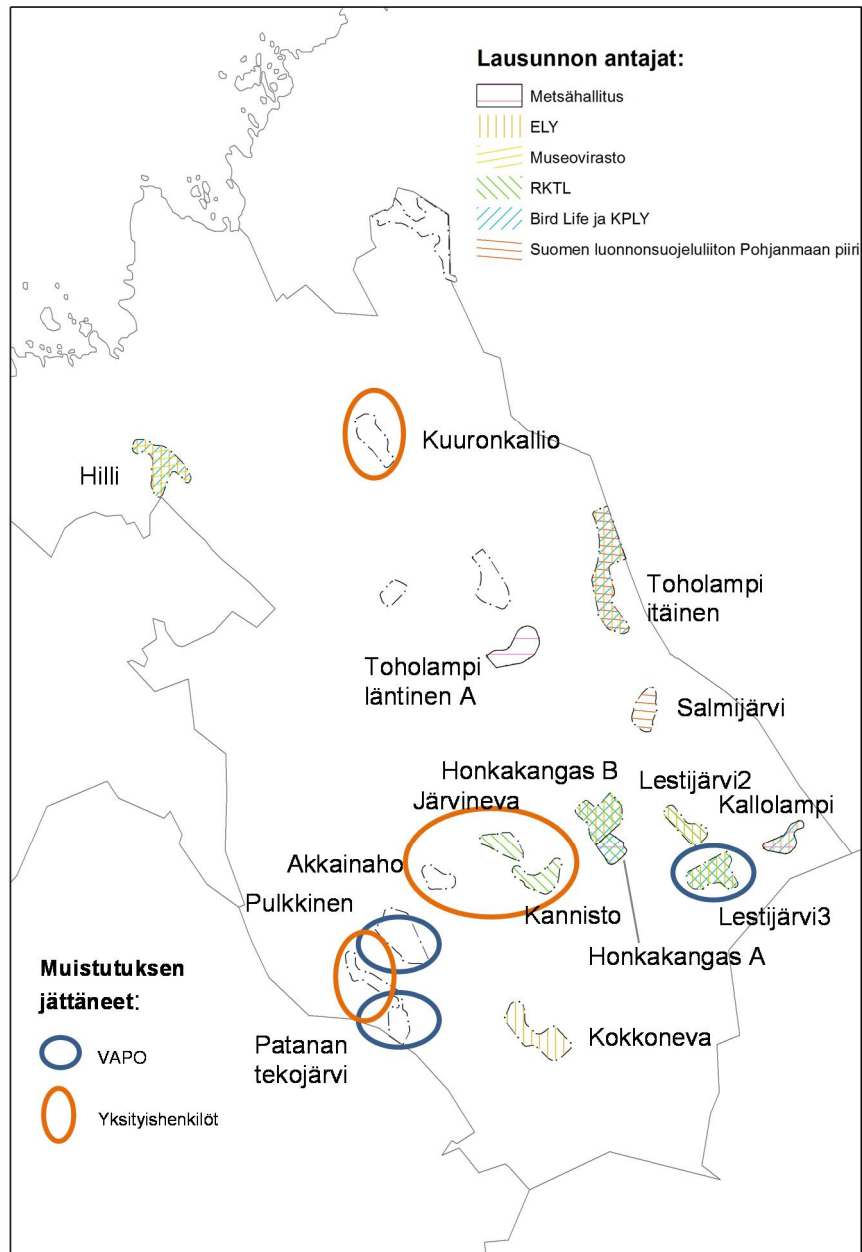 Lausunnon antajat:
Metsähallitus
ELY
Museovirasto
RKTL
Bird Life ja KPLY
Suomen luonnonsuojeluliiton Pohjanmaan piiri
Kuuronkallio
Hilli
Toholampi
itäinen
Toholampi
läntinen A
Salmijärvi
Honkakangas B
Lestijärvi2
Järvineva
Kallolampi
Akkainaho
Pulkkinen
Kannisto
Lestijärvi3
Honkakangas A
Muistutuksen
jättäneet:
VAPO
Yksityishenkilöt
Patanan
tekojärvi
Kokkoneva